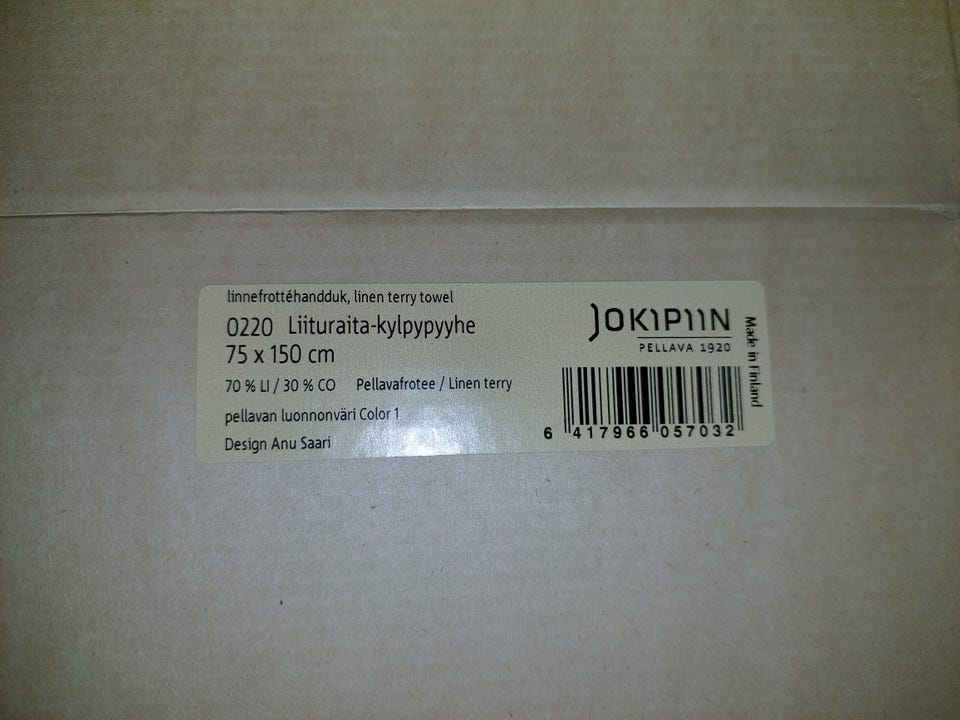 linnefrottéhandduk, linen terry towel
0220 Liituraita-kylpypyyhe
75 x 150 cm
70 % LI / 30 % CO Pellavafrotee / Linen terry
pellavan luonnonväri Color 1
Design Anu Saari
JOKIPIIN
PELLAVA 1920
Made in Finland
6 417966 057032